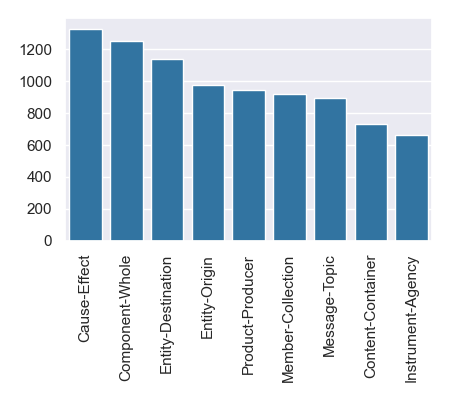 1200
1000
800
600
400
200
0
Cause-Effect
Component-Whole
Entity-Destination
Entity-Origin
Product-Producer
Member-Collection
Message-Topic
Content-Container
Instrument-Agency